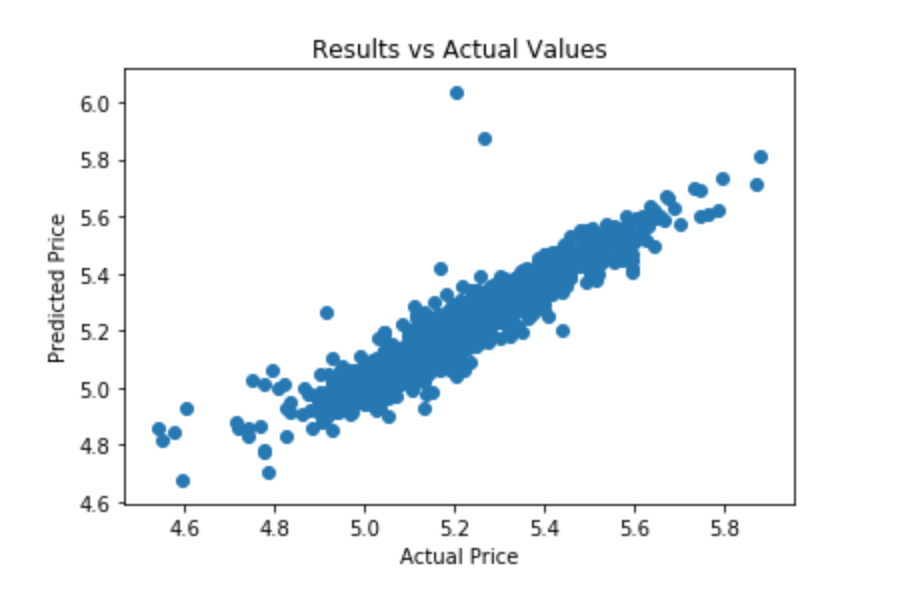 Results vs Actual Values
6.0
5.8
5.6
5.4
5.2
5.0
4.8
4.6
Predicted Price
4.6 4.8 5.0 5.2 5.4 5.6 5.8
Actual Price